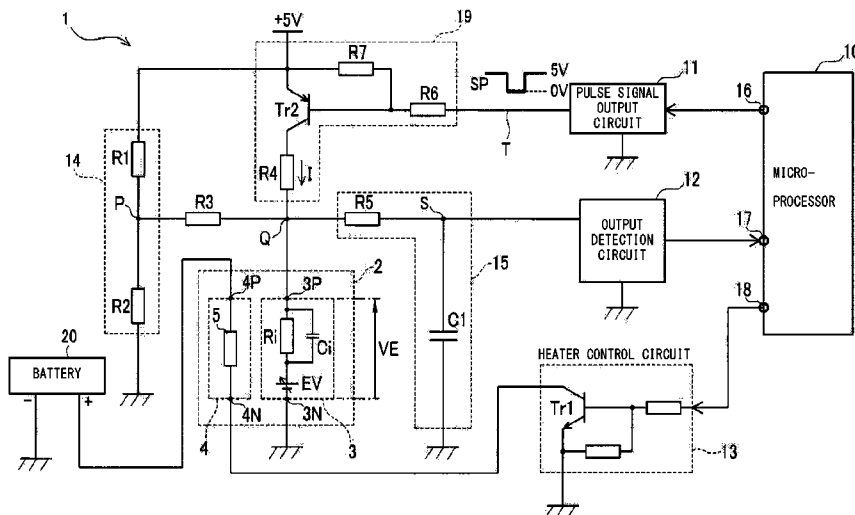 1
+5V
19
10
R7
SP
5V
0V
11
16
PULSE SIGNAL
OUTPUT
CIRCUIT
R6
Tr2
T
14
R1
R4
I
MICRO-
PROCESSOR
12
P
R3
Q
R5
S
OUTPUT
DETECTION
CIRCUIT
17
2
15
18
4P
3P
R2
5
Ri
Ci
VE
C1
20
BATTERY
- +
EV
4N
3N
4
3
HEATER CONTROL CIRCUIT
Tr1
13